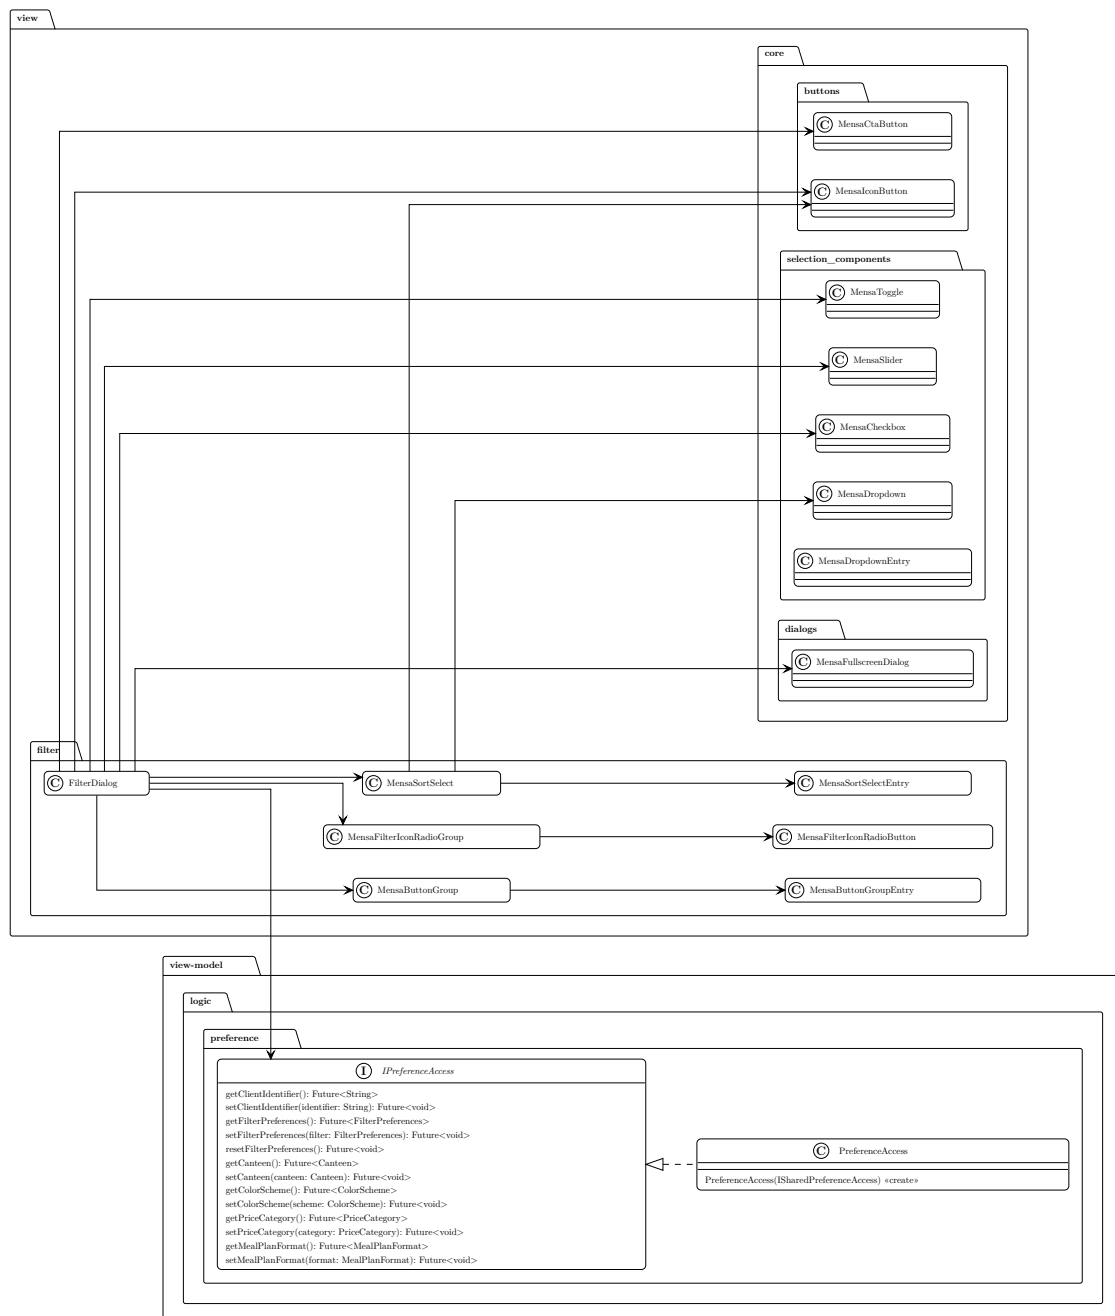 view
core
buttons
C MensaCtaButton
C MensaIconButton
selection_components
C MensaToggle
C MensaSlider
C MensaCheckbox
C MensaDropdown
C MensaDropdownEntry
dialogs
C MensaFullscreenDialog
filter
C FilterDialog
C MensaSortSelect
C MensaSortSelectEntry
C MensaFilterIconRadioGroup
C MensaFilterIconRadioButton
C MensaButtonGroup
C MensaButtonGroupEntry
view-model
logic
preference
I IPreferenceAccess
getClientIdentifier(): Future<String>
setClientIdentifier(identifier: String): Future<void>
getFilterPreferences(): Future<FilterPreferences>
setFilterPreferences(filter: FilterPreferences): Future<void>
resetFilterPreferences(): Future<void>
getCanteen(): Future<Canteen>
setCanteen(canteen: Canteen): Future<void>
getColorScheme(): Future<ColorScheme>
setColorScheme(scheme: ColorScheme): Future<void>
getPriceCategory(): Future<PriceCategory>
setPriceCategory(category: PriceCategory): Future<void>
getMealPlanFormat(): Future<MealPlanFormat>
setMealPlanFormat(format: MealPlanFormat): Future<void>
C PreferenceAccess
PreferenceAccess(ISharedPreferenceAccess) «create»